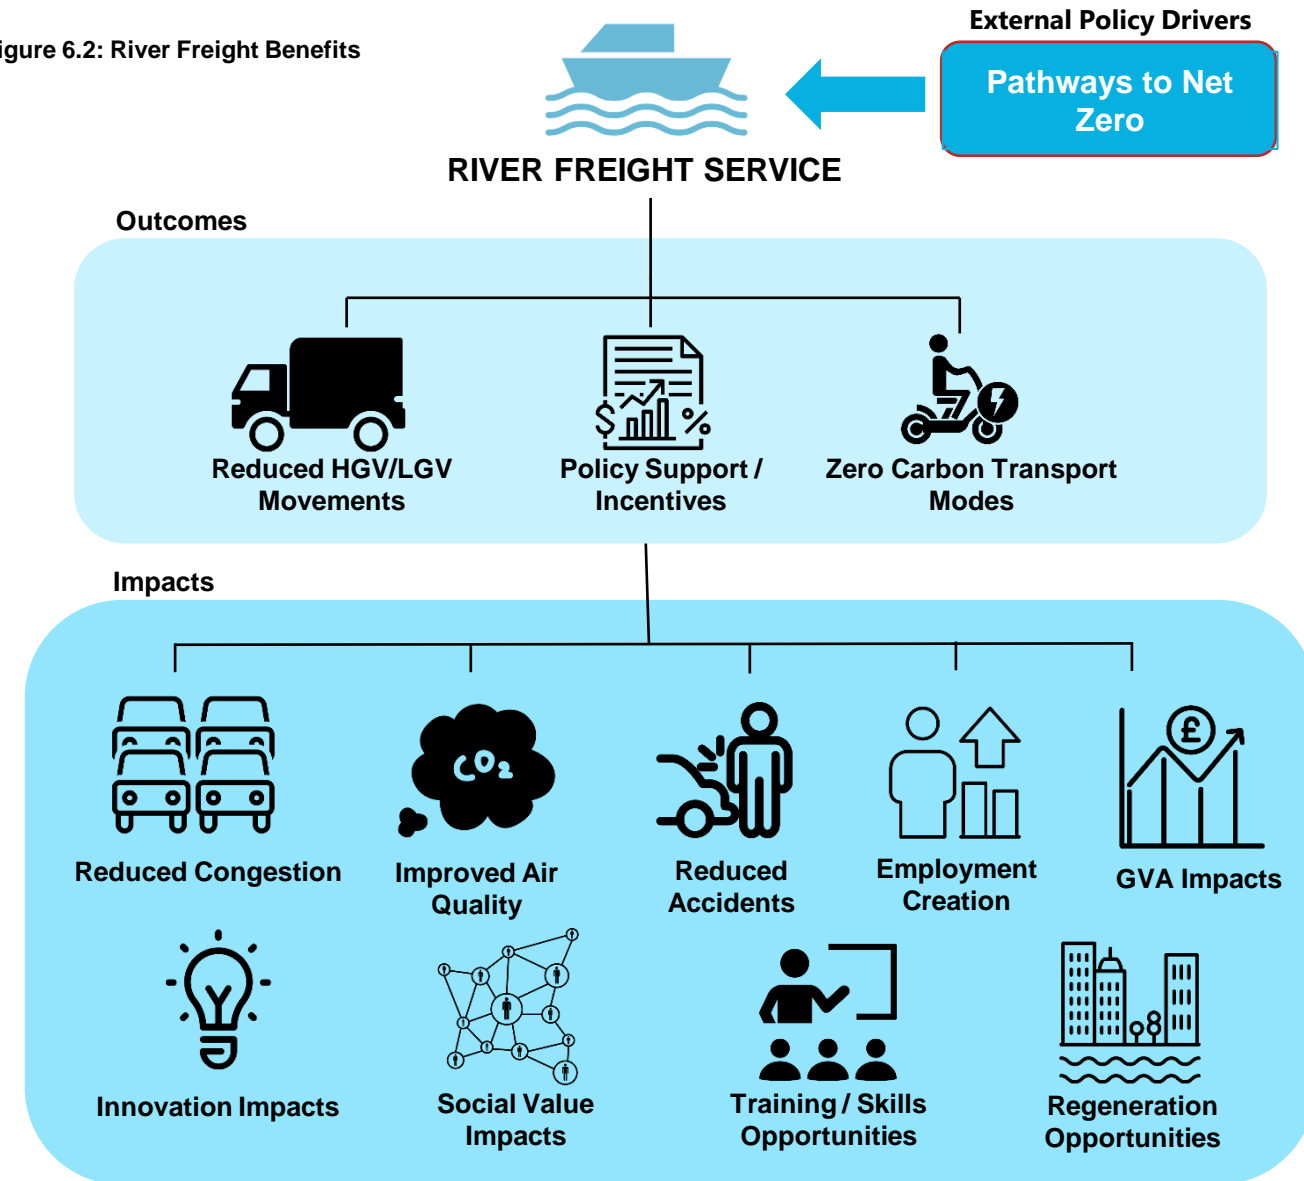 External Policy Drivers
igure 6.2: River Freight Benefits
Pathways to Net
Zero
RIVER FREIGHT SERVICE
Outcomes
$
%
Reduced HGV/LGV
Movements
Policy Support /
Incentives
Zero Carbon Transport
Modes
Impacts
CO2
£
Reduced Congestion
Improved Air
Quality
Reduced
Accidents
Employment
Creation
GVA Impacts
Innovation Impacts
Social Value
Impacts
Training / Skills
Opportunities
Regeneration
Opportunities